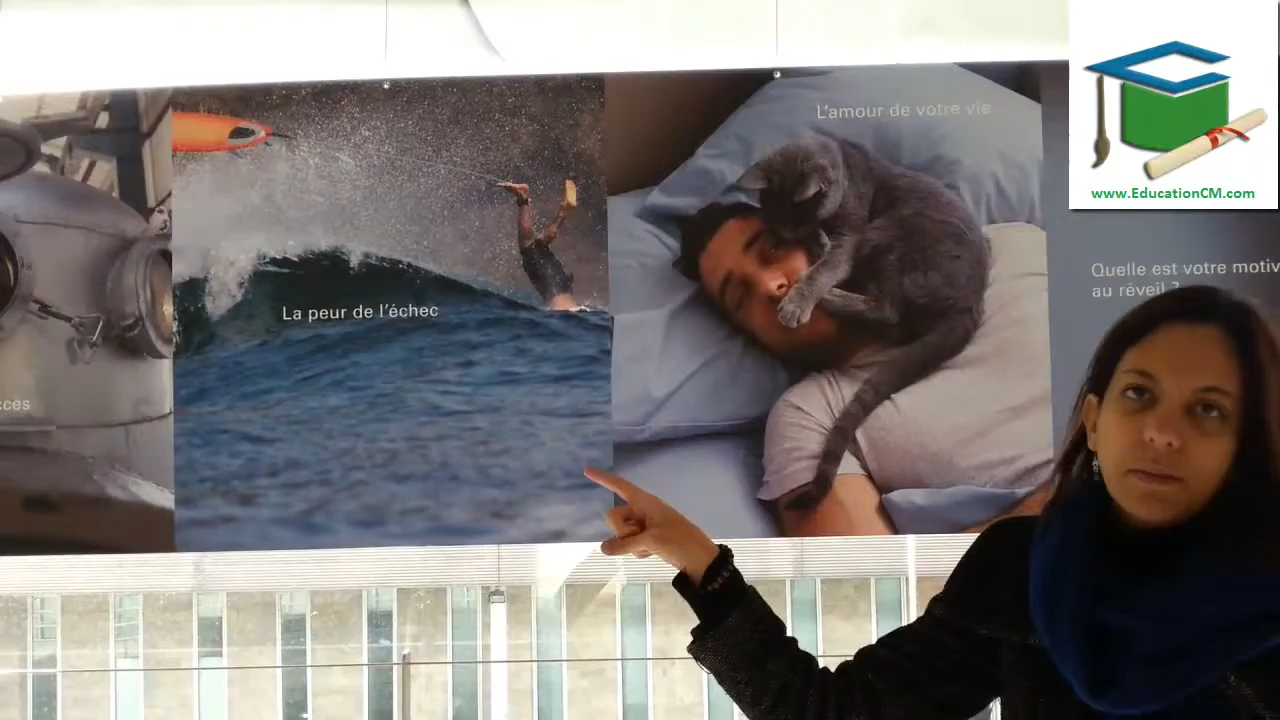 L'amour de votre vie
www.EducationCM.com
Quelle est votre motiv
au réveil ?
La peur de l'échec